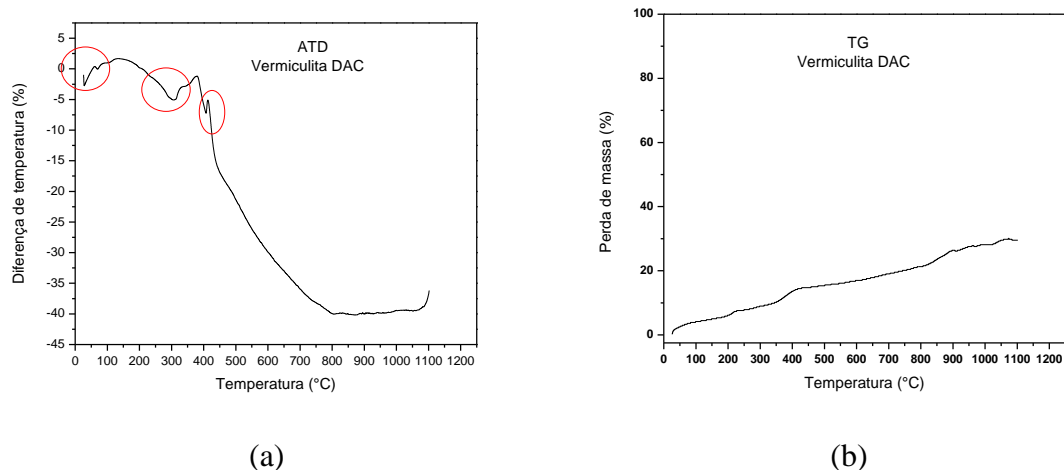 ATD
Vermiculita DAC
Diferença de temperatura (%)
5
0
-5
-10
-15
-20
-25
-30
-35
-40
-45
0 100 200 300 400 500 600 700 800 900 1000 1100 1200
Temperatura (°C)
(a)
TG
Vermiculita DAC
Perda de massa (%)
100
80
60
40
20
0
0 100 200 300 400 500 600 700 800 900 1000 1100 1200
Temperatura (°C)
(b)